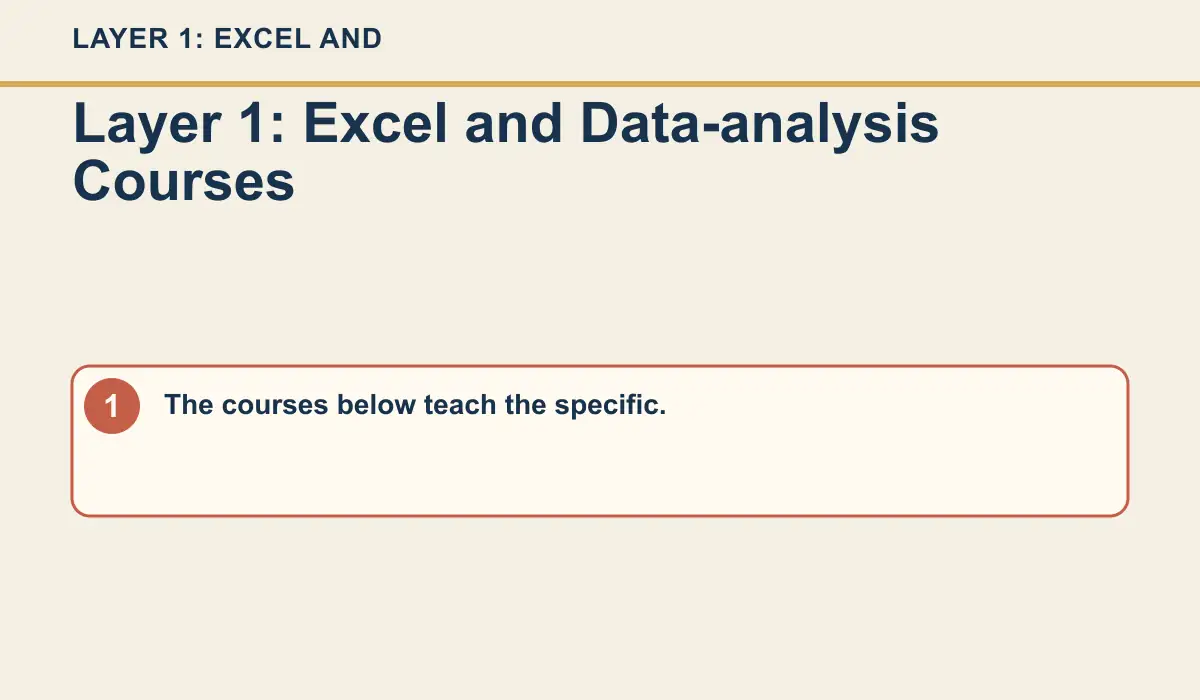 LAYER 1: EXCEL AND
Layer 1: Excel and Data-analysis
Courses
1 The courses below teach the specific.